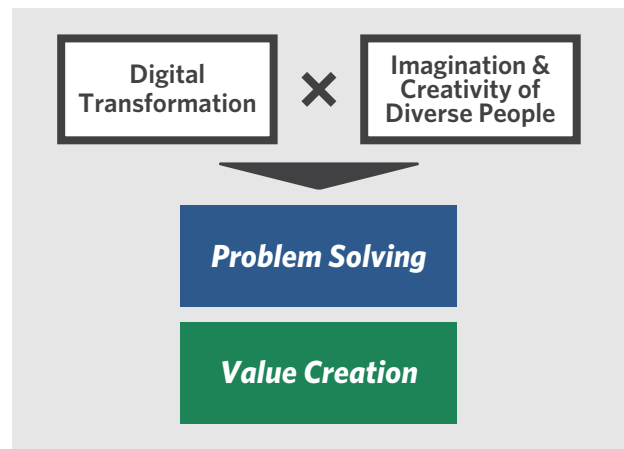 Digital
Transformation
×
Imagination &
Creativity of
Diverse People
Problem Solving
Value Creation